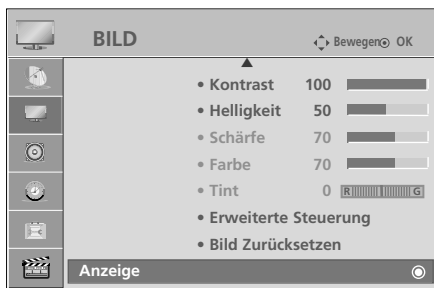 BILD Bewegen OK
• Kontrast 100
• Helligkeit 50
• Schärfe 70
• Farbe 70
• Tint 0 R G
• Erweiterte Steuerung
• Bild Zurücksetzen
Anzeige